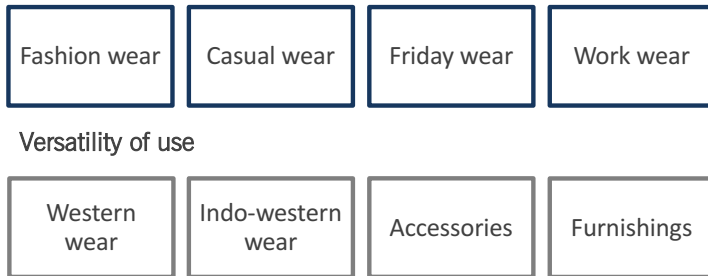 Fashion wear
Casual wear
Friday wear
Work wear
Versatility of use
Western
wear
Indo-western
wear
Accessories
Furnishings